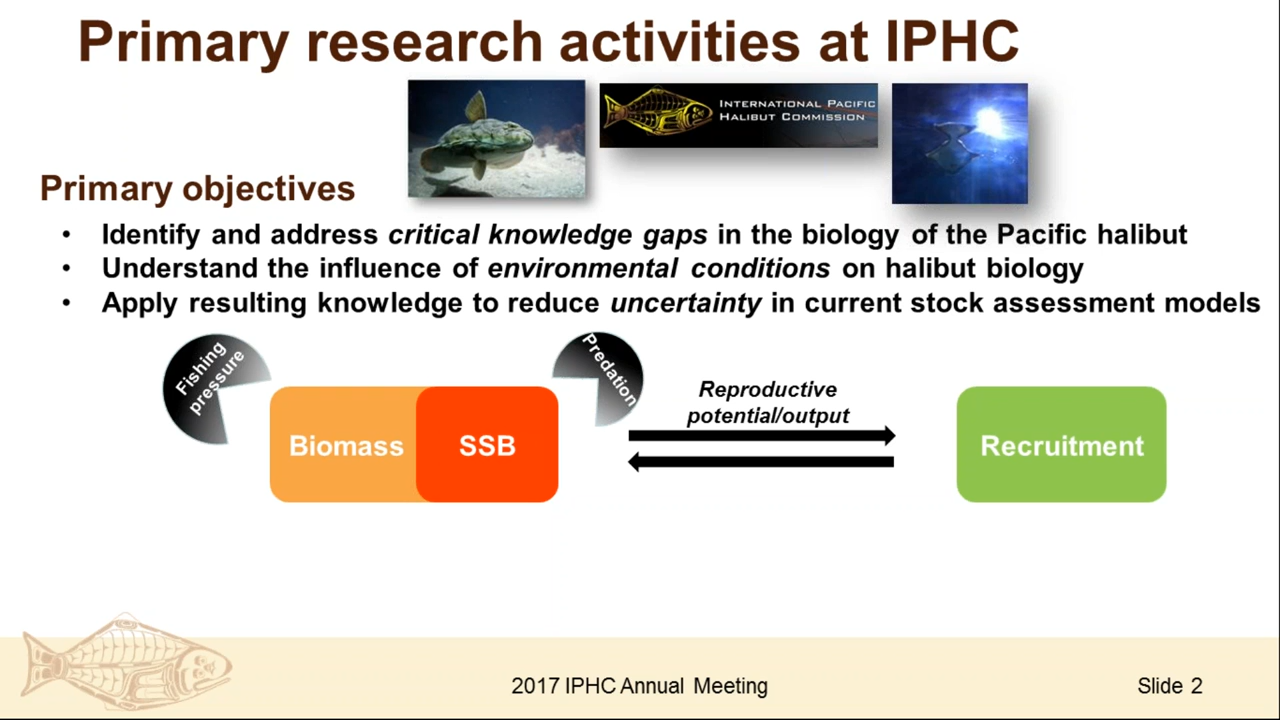 Primary research activities at IPHC
INTERNATIONAL PACIFIC
HALIBUT COMMISSION
Primary objectives
• Identify and address critical knowledge gaps in the biology of the Pacific halibut
• Understand the influence of environmental conditions on halibut biology
• Apply resulting knowledge to reduce uncertainty in current stock assessment models
Fishing
pressure
Predation
Reproductive
potential/output
Biomass
SSB
Recruitment
2017 IPHC Annual Meeting
Slide 2